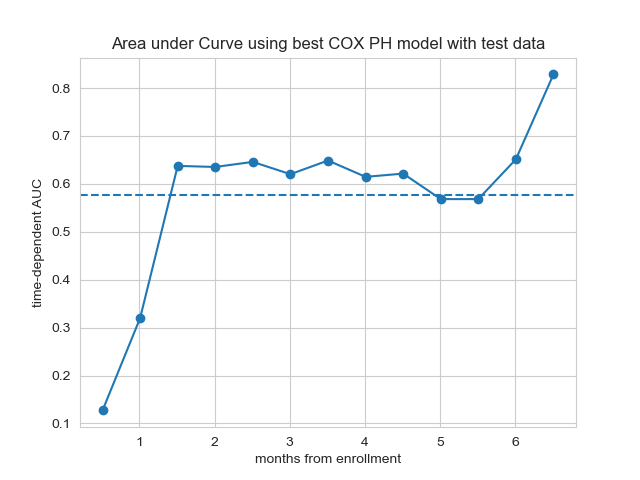 Area under Curve using best COX PH model with test data
0.8
0.7
0.6
0.5
0.4
0.3
0.2
0.1
time-dependent AUC
1 2 3 4 5 6
months from enrollment